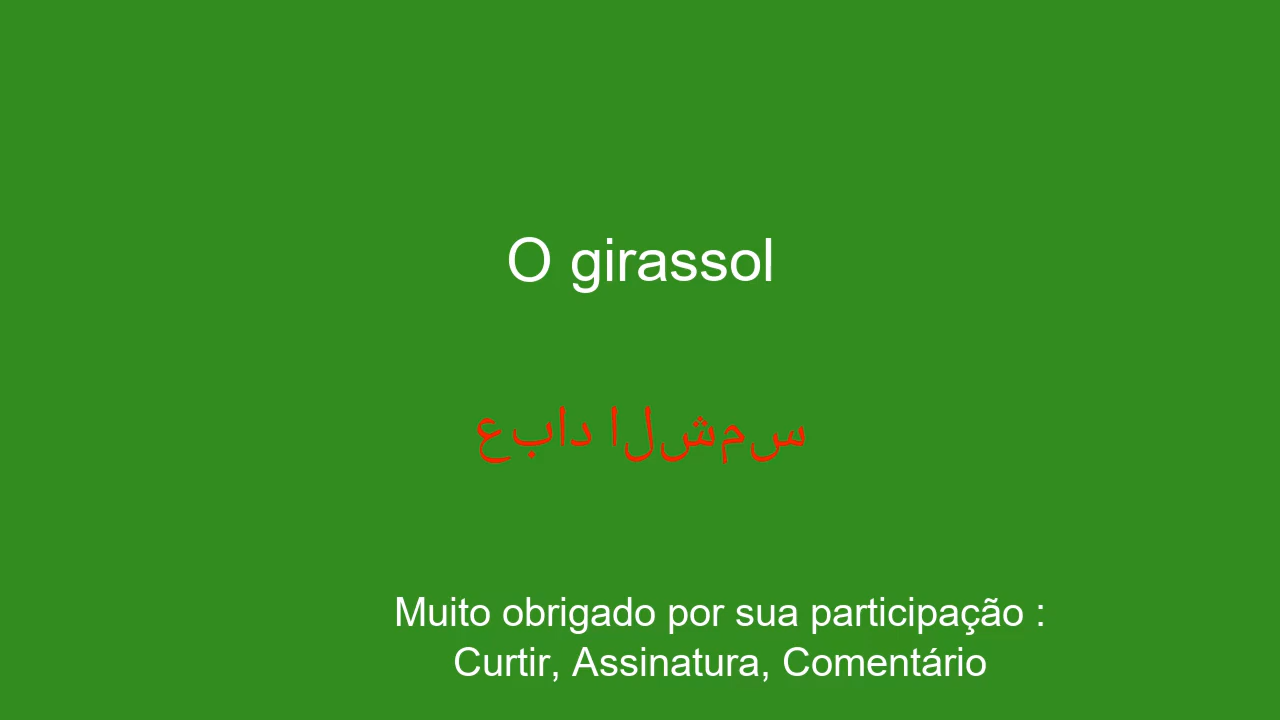 O girassol
عباد الشمس
Muito obrigado por sua participação :
Curtir, Assinatura, Comentário